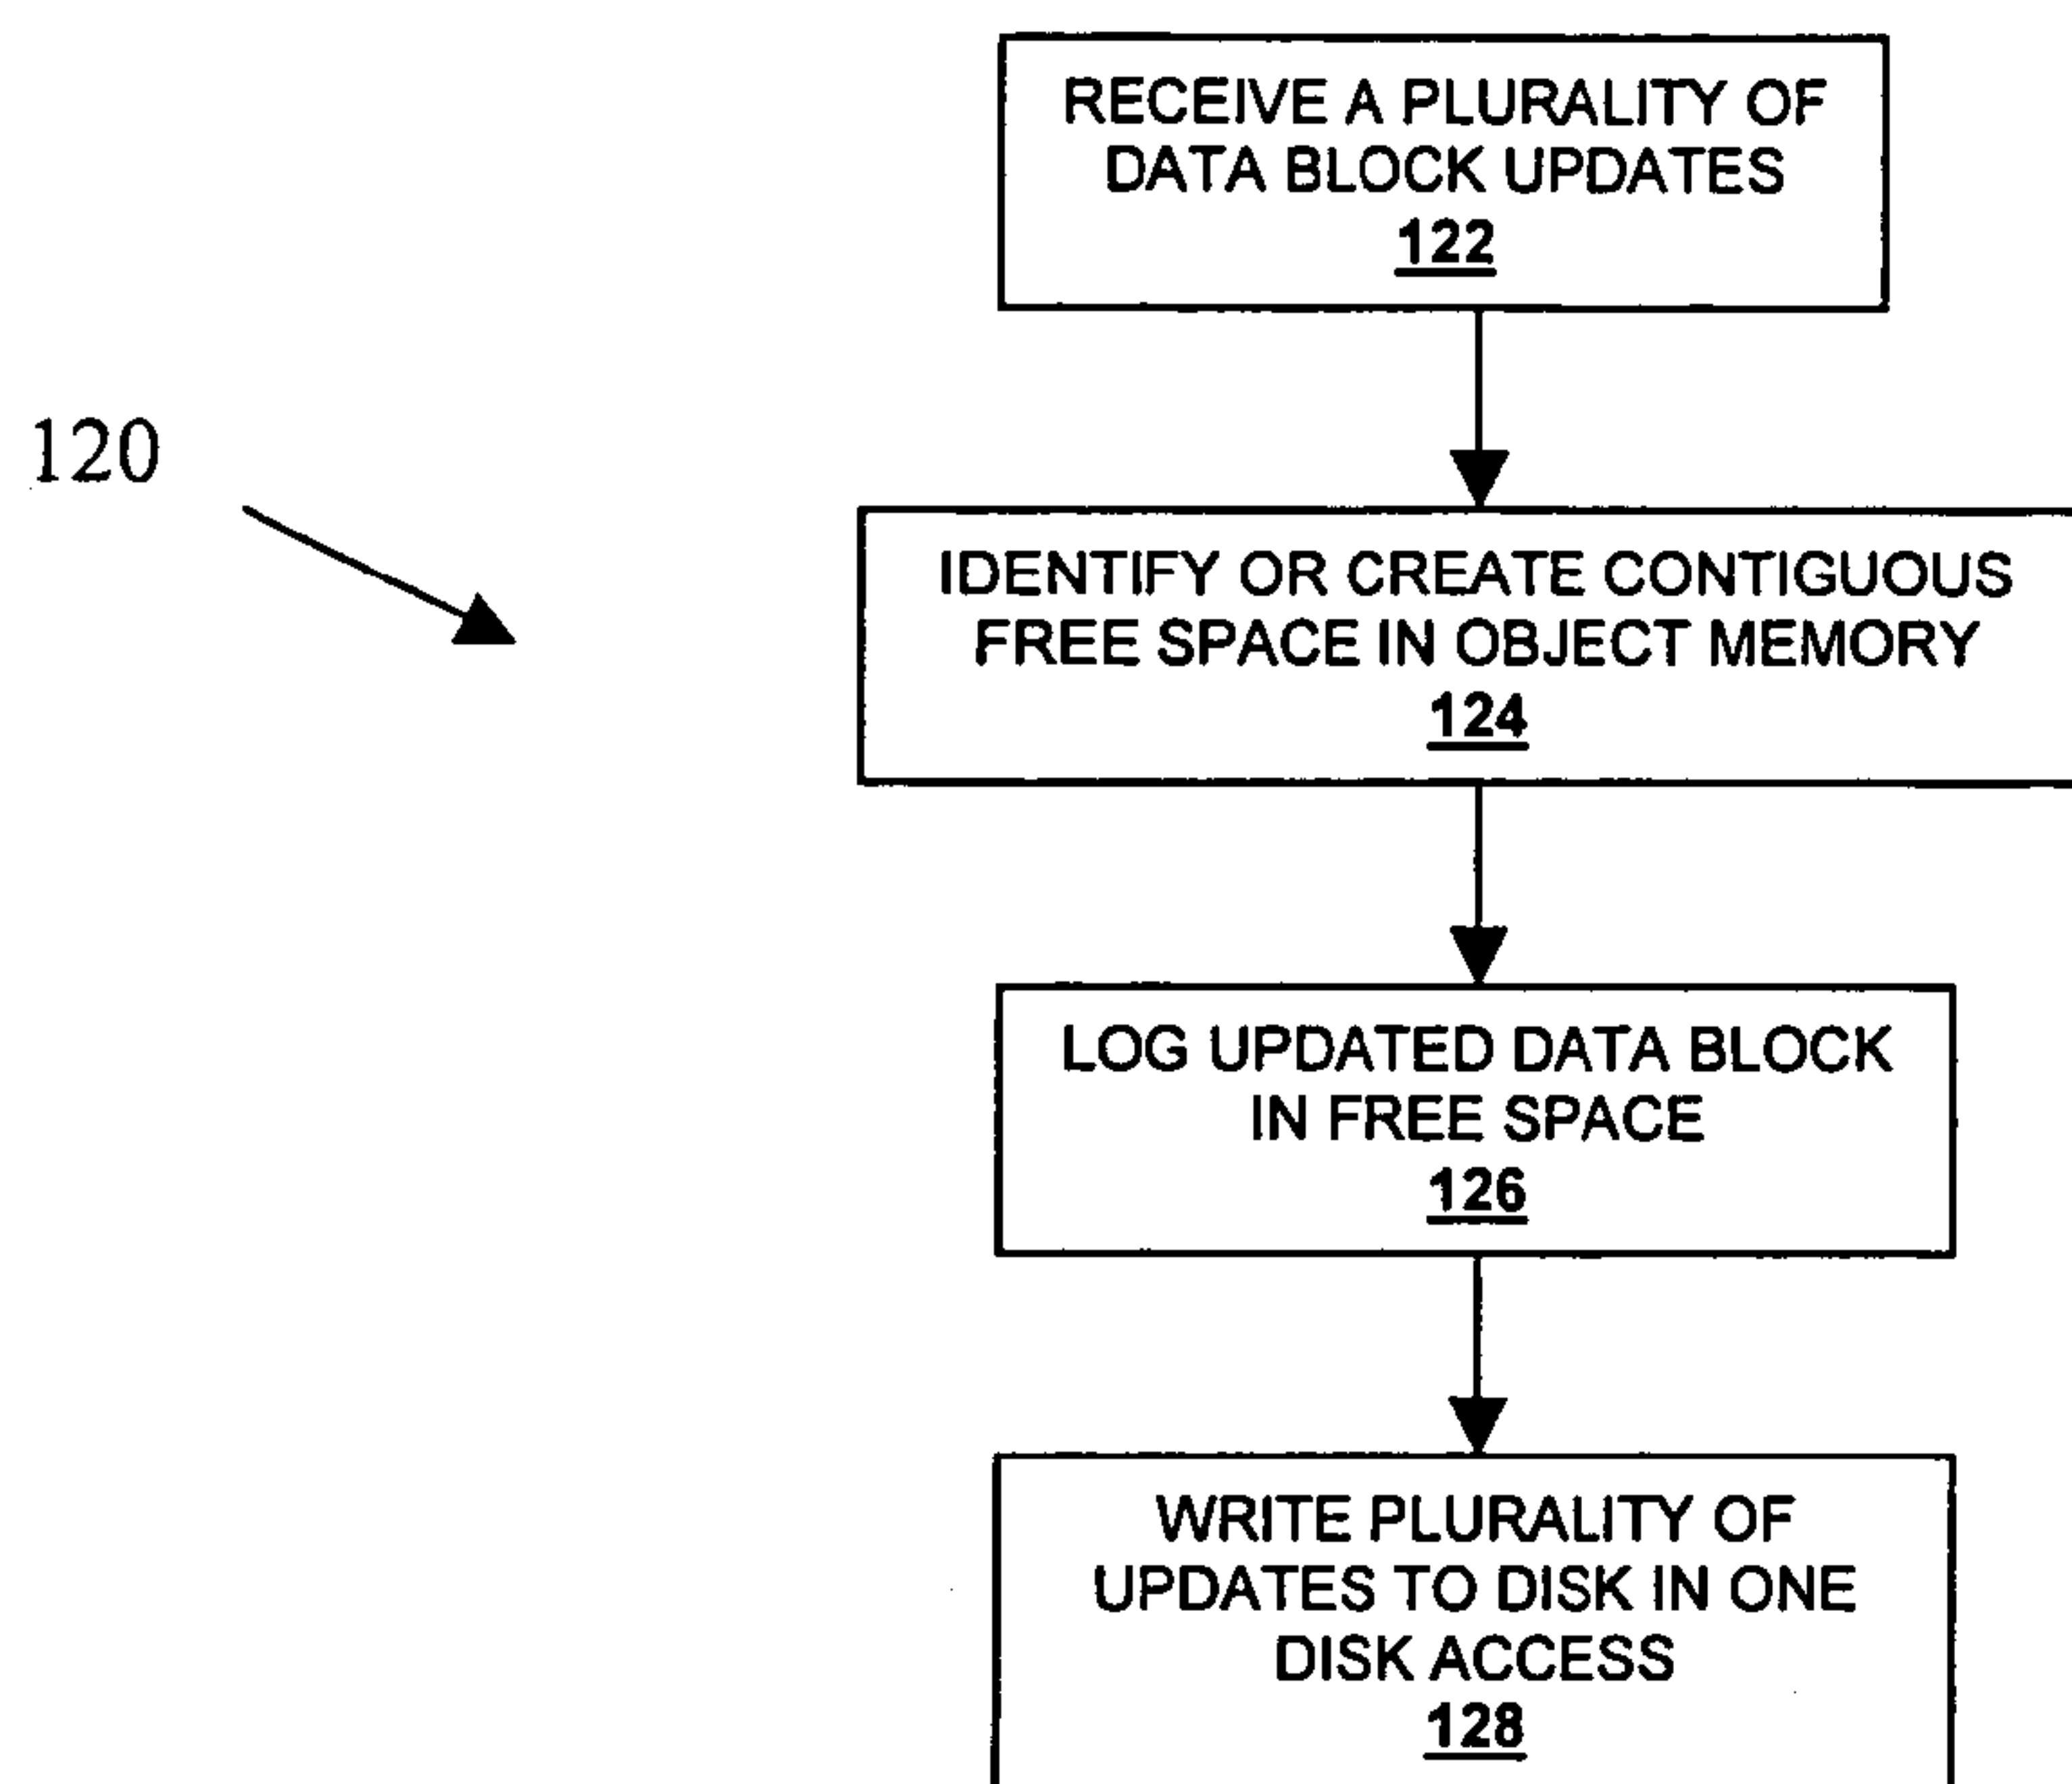 RECEIVE A PLURALITY OF
DATA BLOCK UPDATES
122
120
IDENTIFY OR CREATE CONTIGUOUS
FREE SPACE IN OBJECT MEMORY
124
LOG UPDATED DATA BLOCK
IN FREE SPACE
126
WRITE PLURALITY OF
UPDATES TO DISK IN ONE
DISK ACCESS
128